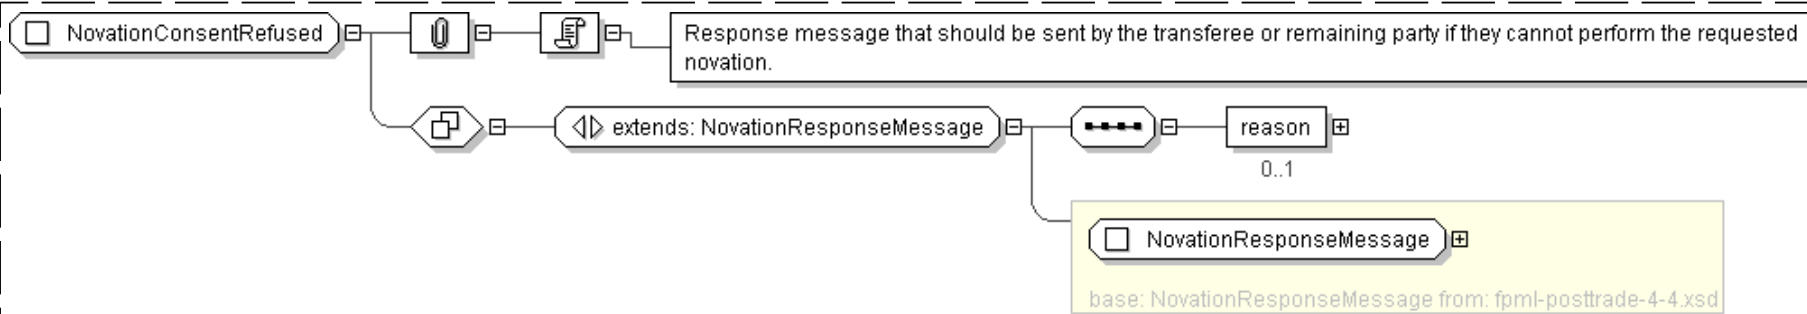 NovationConsentRefused
Response message that should be sent by the transferee or remaining party if they cannot perform the requested
novation.
extends: NovationResponseMessage
reason
0..1
NovationResponseMessage
base: NovationResponseMessage from: fpml-posttrade-4-4.xsd